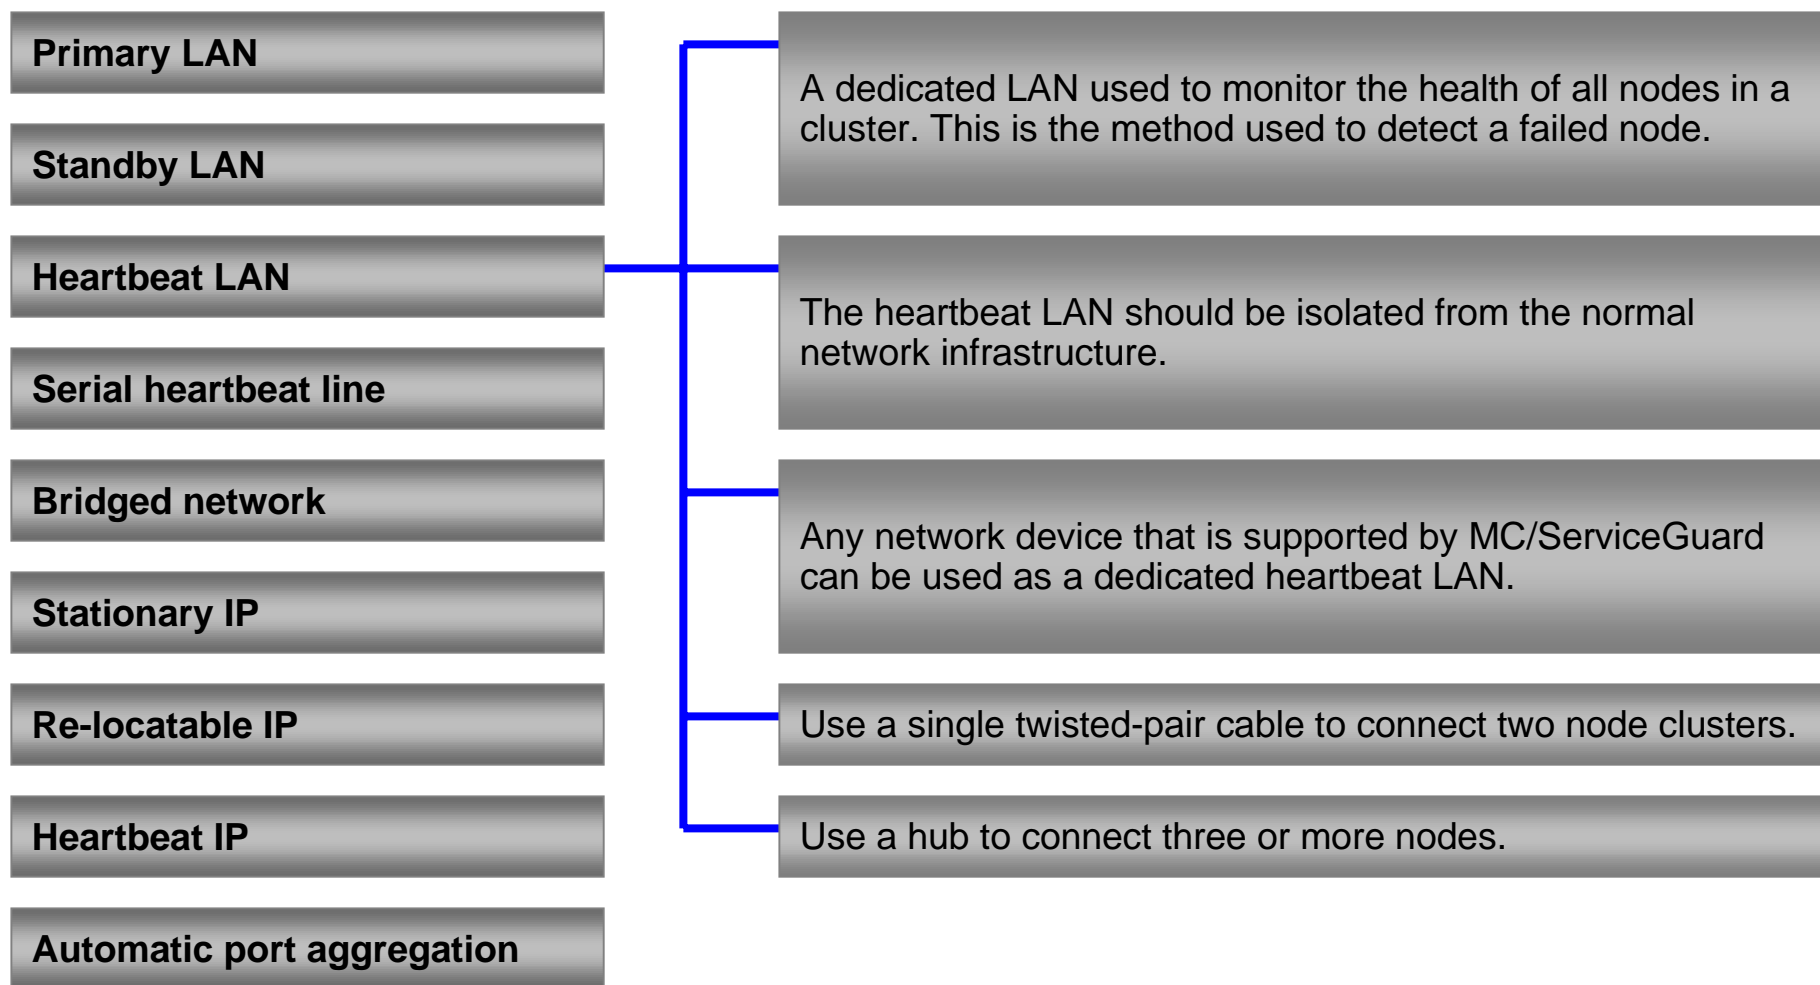 Primary LAN
Standby LAN
Heartbeat LAN
Serial heartbeat line
Bridged network
Stationary IP
Re-locatable IP
Heartbeat IP
Automatic port aggregation
A dedicated LAN used to monitor the health of all nodes in a
cluster. This is the method used to detect a failed node.
The heartbeat LAN should be isolated from the normal
network infrastructure.
Any network device that is supported by MC/ServiceGuard
can be used as a dedicated heartbeat LAN.
Use a single twisted-pair cable to connect two node clusters.
Use a hub to connect three or more nodes.